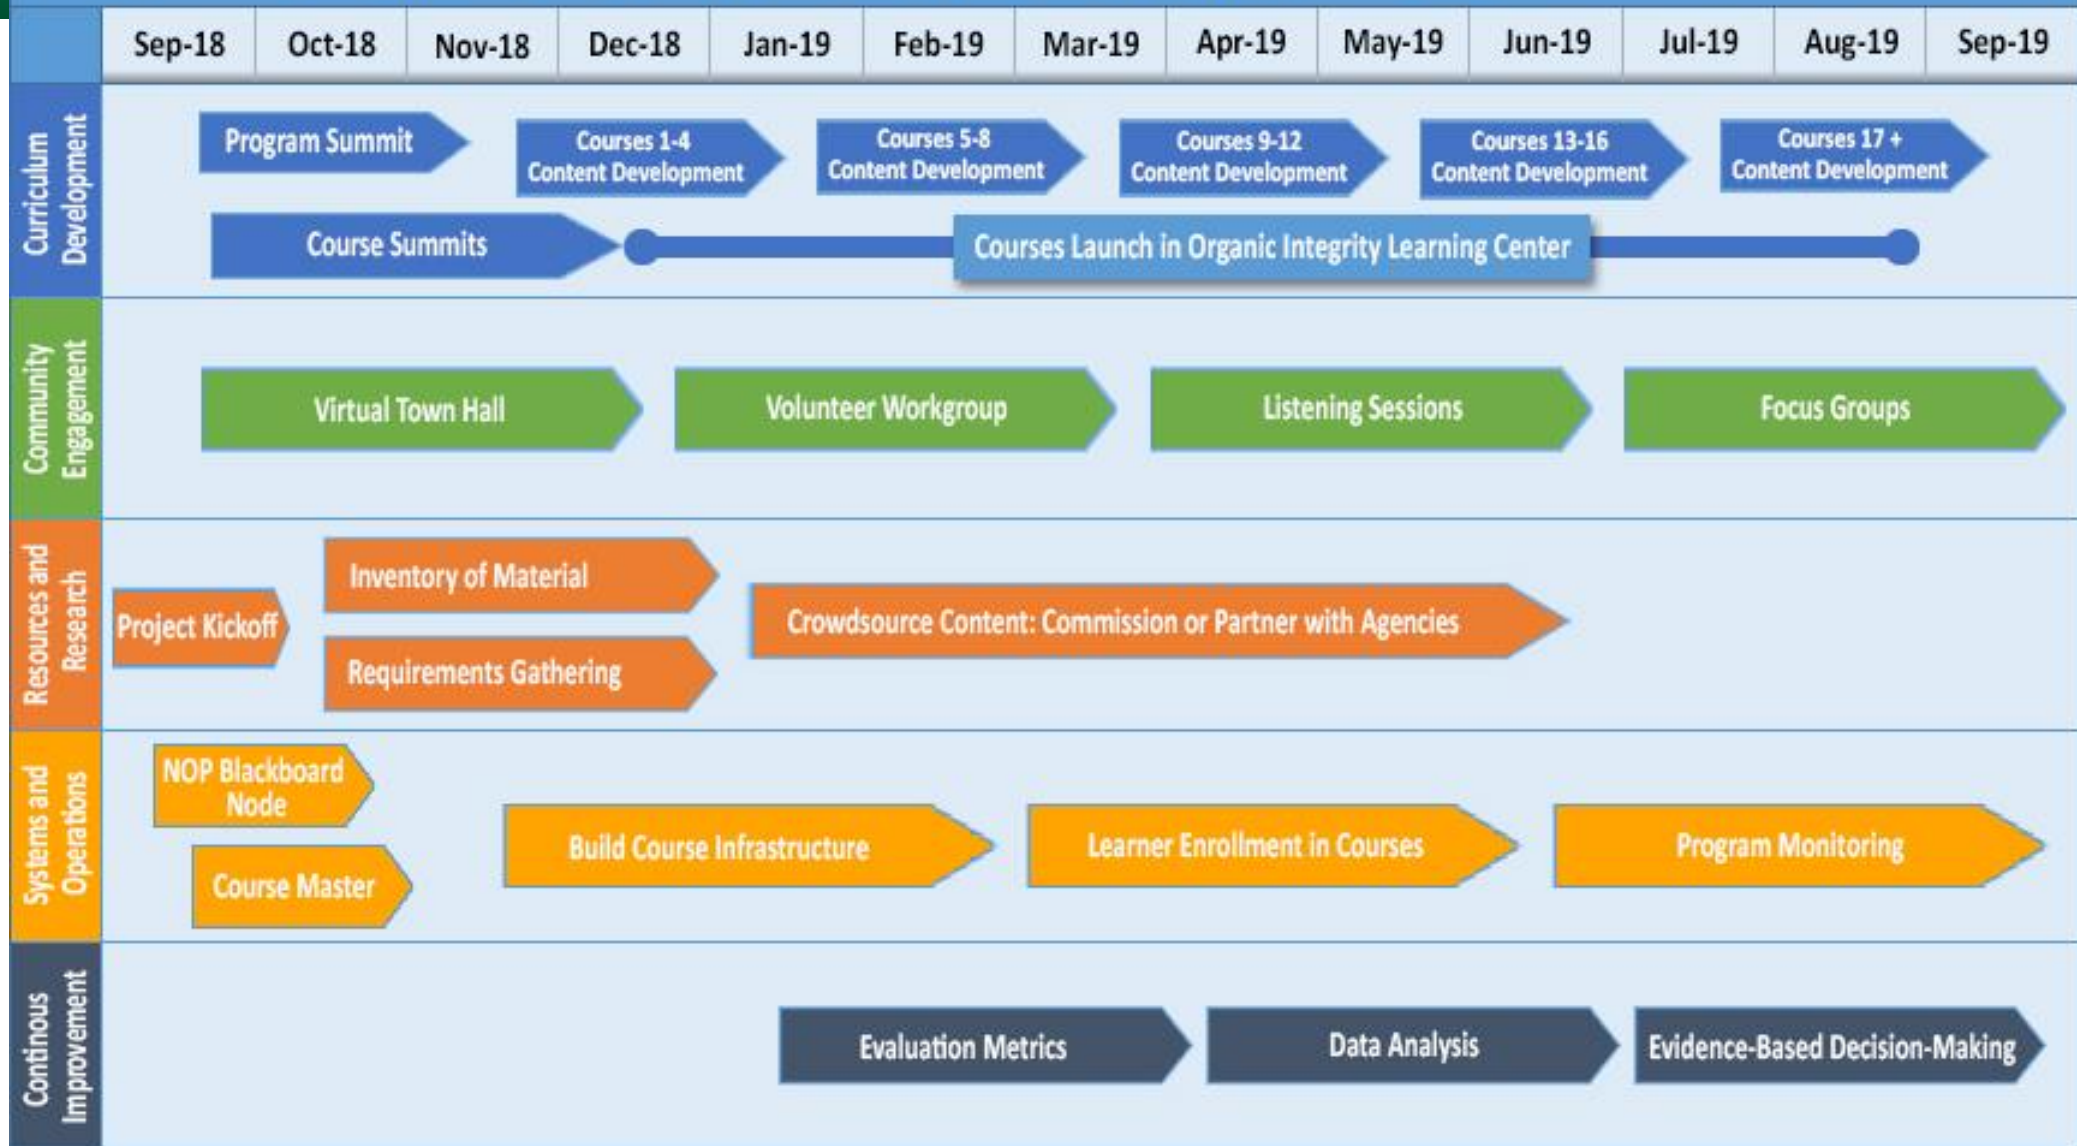 Sep-18 Oct-18 Nov-18 Dec-18 Jan-19 Feb-19 Mar-19 Apr-19 May-19 Jun-19 Jul-19 Aug-19 Sep-19
Curriculum
Development
Program Summit
Courses 1-4
Content Development
Courses 5-8
Content Development
Courses 9-12
Content Development
Courses 13-16
Content Development
Courses 17 +
Content Development
Course Summits
Courses Launch in Organic Integrity Learning Center
Community
Engagement
Virtual Town Hall
Volunteer Workgroup
Listening Sessions
Focus Groups
Resources and
Research
Project Kickoff
Inventory of Material
Requirements Gathering
Crowdsource Content: Commission or Partner with Agencies
Systems and
Operations
NOP Blackboard
Node
Course Master
Build Course Infrastructure
Learner Enrollment in Courses
Program Monitoring
Continous
Improvement
Evaluation Metrics
Data Analysis
Evidence-Based Decision-Making